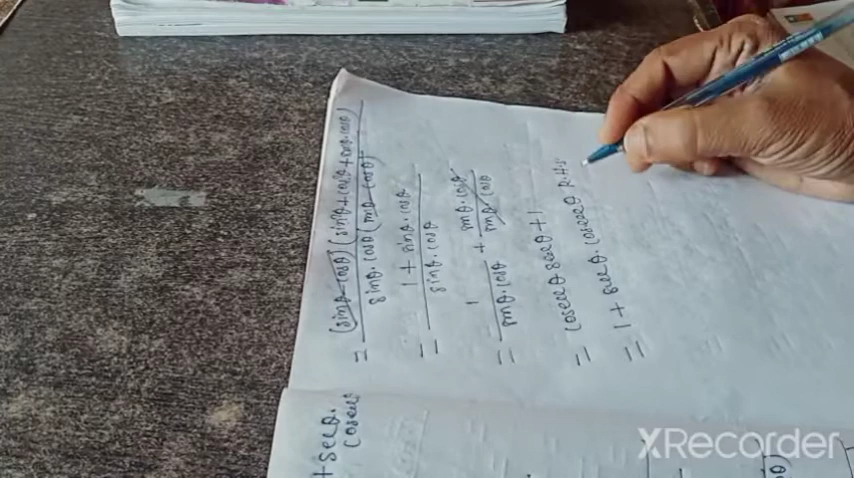 = (sinθ - cosθ) (sin²θ + cos²θ + sinθ·cosθ) / sinθ·cosθ (sinθ - cosθ)
= 1 + sinθ·cosθ / sinθ·cosθ
= 1 / sinθ·cosθ + sinθ·cosθ / sinθ·cosθ
= cosecθ secθ + 1
= 1 + secθ·cosecθ R.H.S
+ secθ.
XRecorder